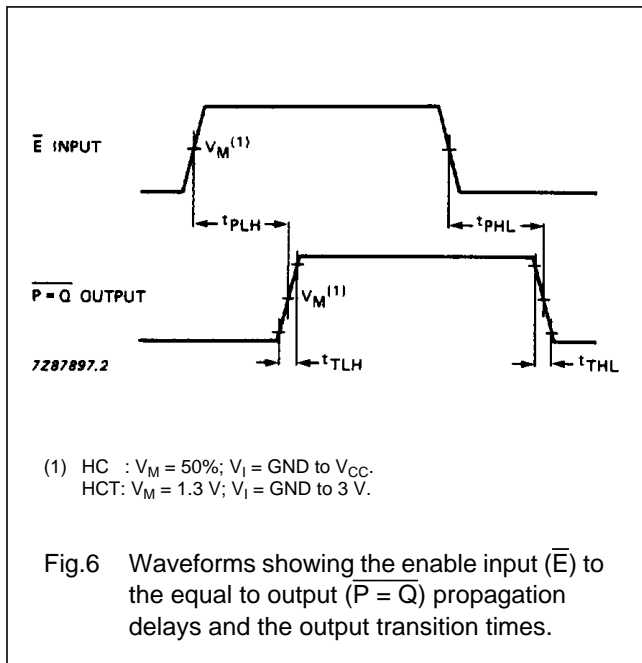 E̅ INPUT
V_M(1)
t_PLH
t_PHL
P̅ ̅=̅ ̅Q̅ OUTPUT
V_M(1)
7Z87897.2
t_TLH
t_THL
(1) HC : V_M = 50%; V_I = GND to V_CC.
HCT: V_M = 1.3 V; V_I = GND to 3 V.
Fig.6 Waveforms showing the enable input (E̅) to
the equal to output (P̅ ̅=̅ ̅Q̅) propagation
delays and the output transition times.